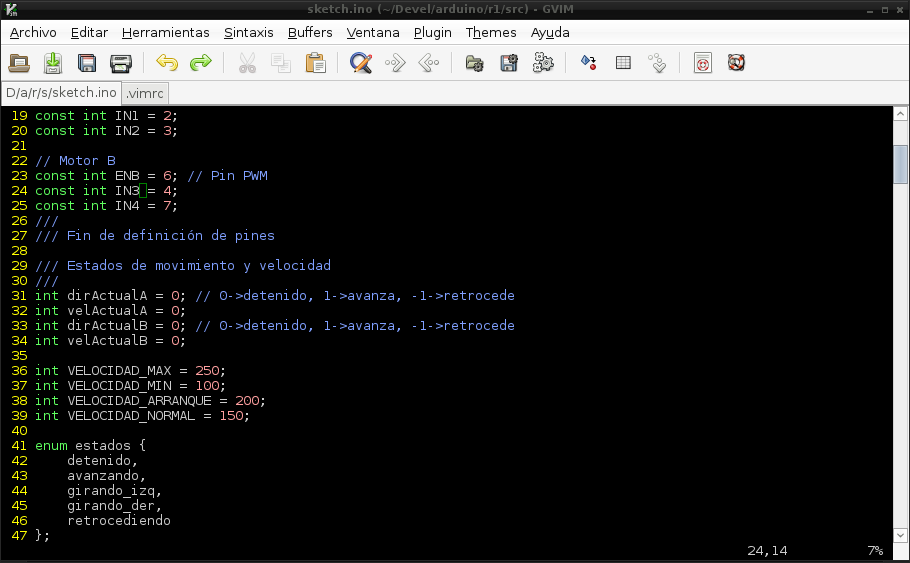 sketch.ino (~/Devel/arduino/r1/src) - GVIM
Archivo Editar Herramientas Sintaxis Buffers Ventana Plugin Themes Ayuda
D/a/r/s/sketch.ino .vimrc
19 const int IN1 = 2;
20 const int IN2 = 3;
21
22 // Motor B
23 const int ENB = 6; // Pin PWM
24 const int IN3 = 4;
25 const int IN4 = 7;
26 ///
27 /// Fin de definición de pines
28
29 /// Estados de movimiento y velocidad
30 ///
31 int dirActualA = 0; // 0->detenido, 1->avanza, -1->retrocede
32 int velActualA = 0;
33 int dirActualB = 0; // 0->detenido, 1->avanza, -1->retrocede
34 int velActualB = 0;
35
36 int VELOCIDAD_MAX = 250;
37 int VELOCIDAD_MIN = 100;
38 int VELOCIDAD_ARRANQUE = 200;
39 int VELOCIDAD_NORMAL = 150;
40
41 enum estados {
42     detenido,
43     avanzando,
44     girando_izq,
45     girando_der,
46     retrocediendo
47 };
24,14 7%